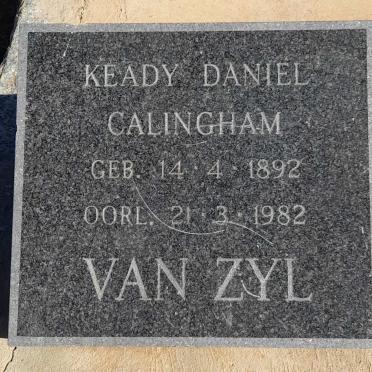 KEADY DANIEL
CALINGHAM
GEB. 14·4·1892
OORL. 21·3·1982
VAN ZYL